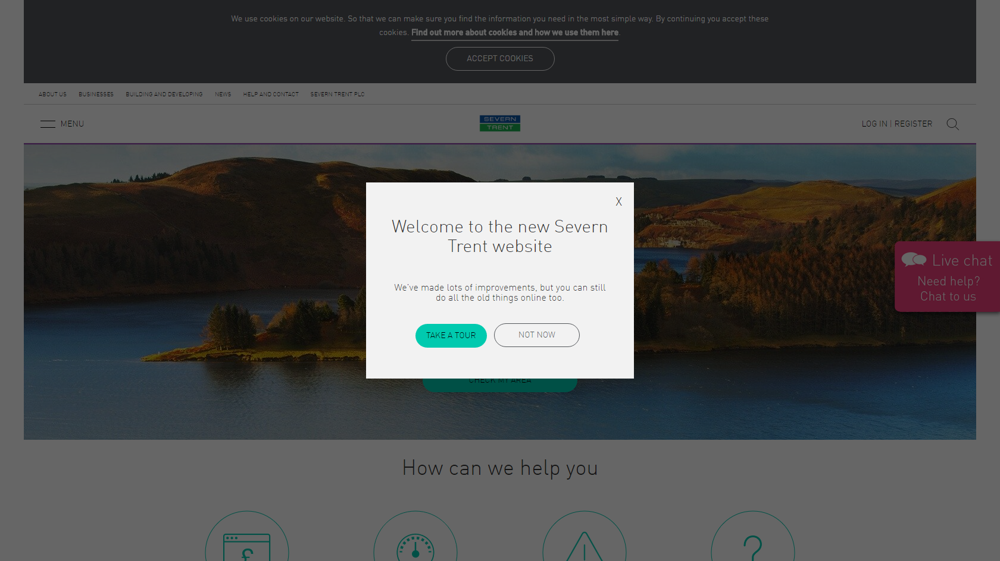 We use cookies on our website. So that we can make sure you find the information you need in the most simple way. By continuing you accept these
cookies. Find out more about cookies and how we use them here.
ACCEPT COOKIES
ABOUT US BUSINESSES BUILDING AND DEVELOPING NEWS HELP AND CONTACT SEVERN TRENT PLC
MENU
SEVERN
TRENT
LOG IN | REGISTER
X
Welcome to the new Severn
Trent website
We've made lots of improvements, but you can still
do all the old things online too.
TAKE A TOUR
NOT NOW
Live chat
Need help?
Chat to us
CHECK MY AREA
How can we help you
£
?